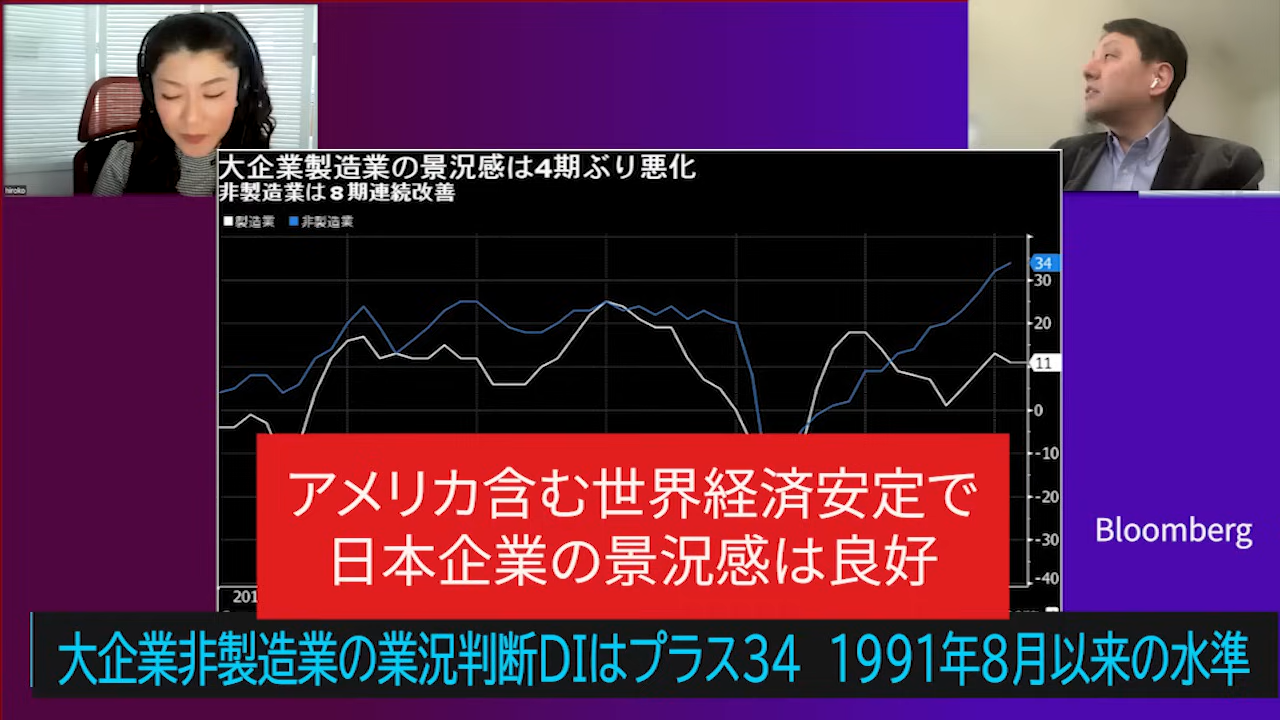 hiroko
大企業製造業の景況感は4期ぶり悪化
非製造業は８期連続改善
製造業 非製造業
34
30
20
11
0
-10
-20
-30
-40
アメリカ含む世界経済安定で
日本企業の景況感は良好
Bloomberg
201
大企業非製造業の業況判断DIはプラス34 1991年8月以来の水準